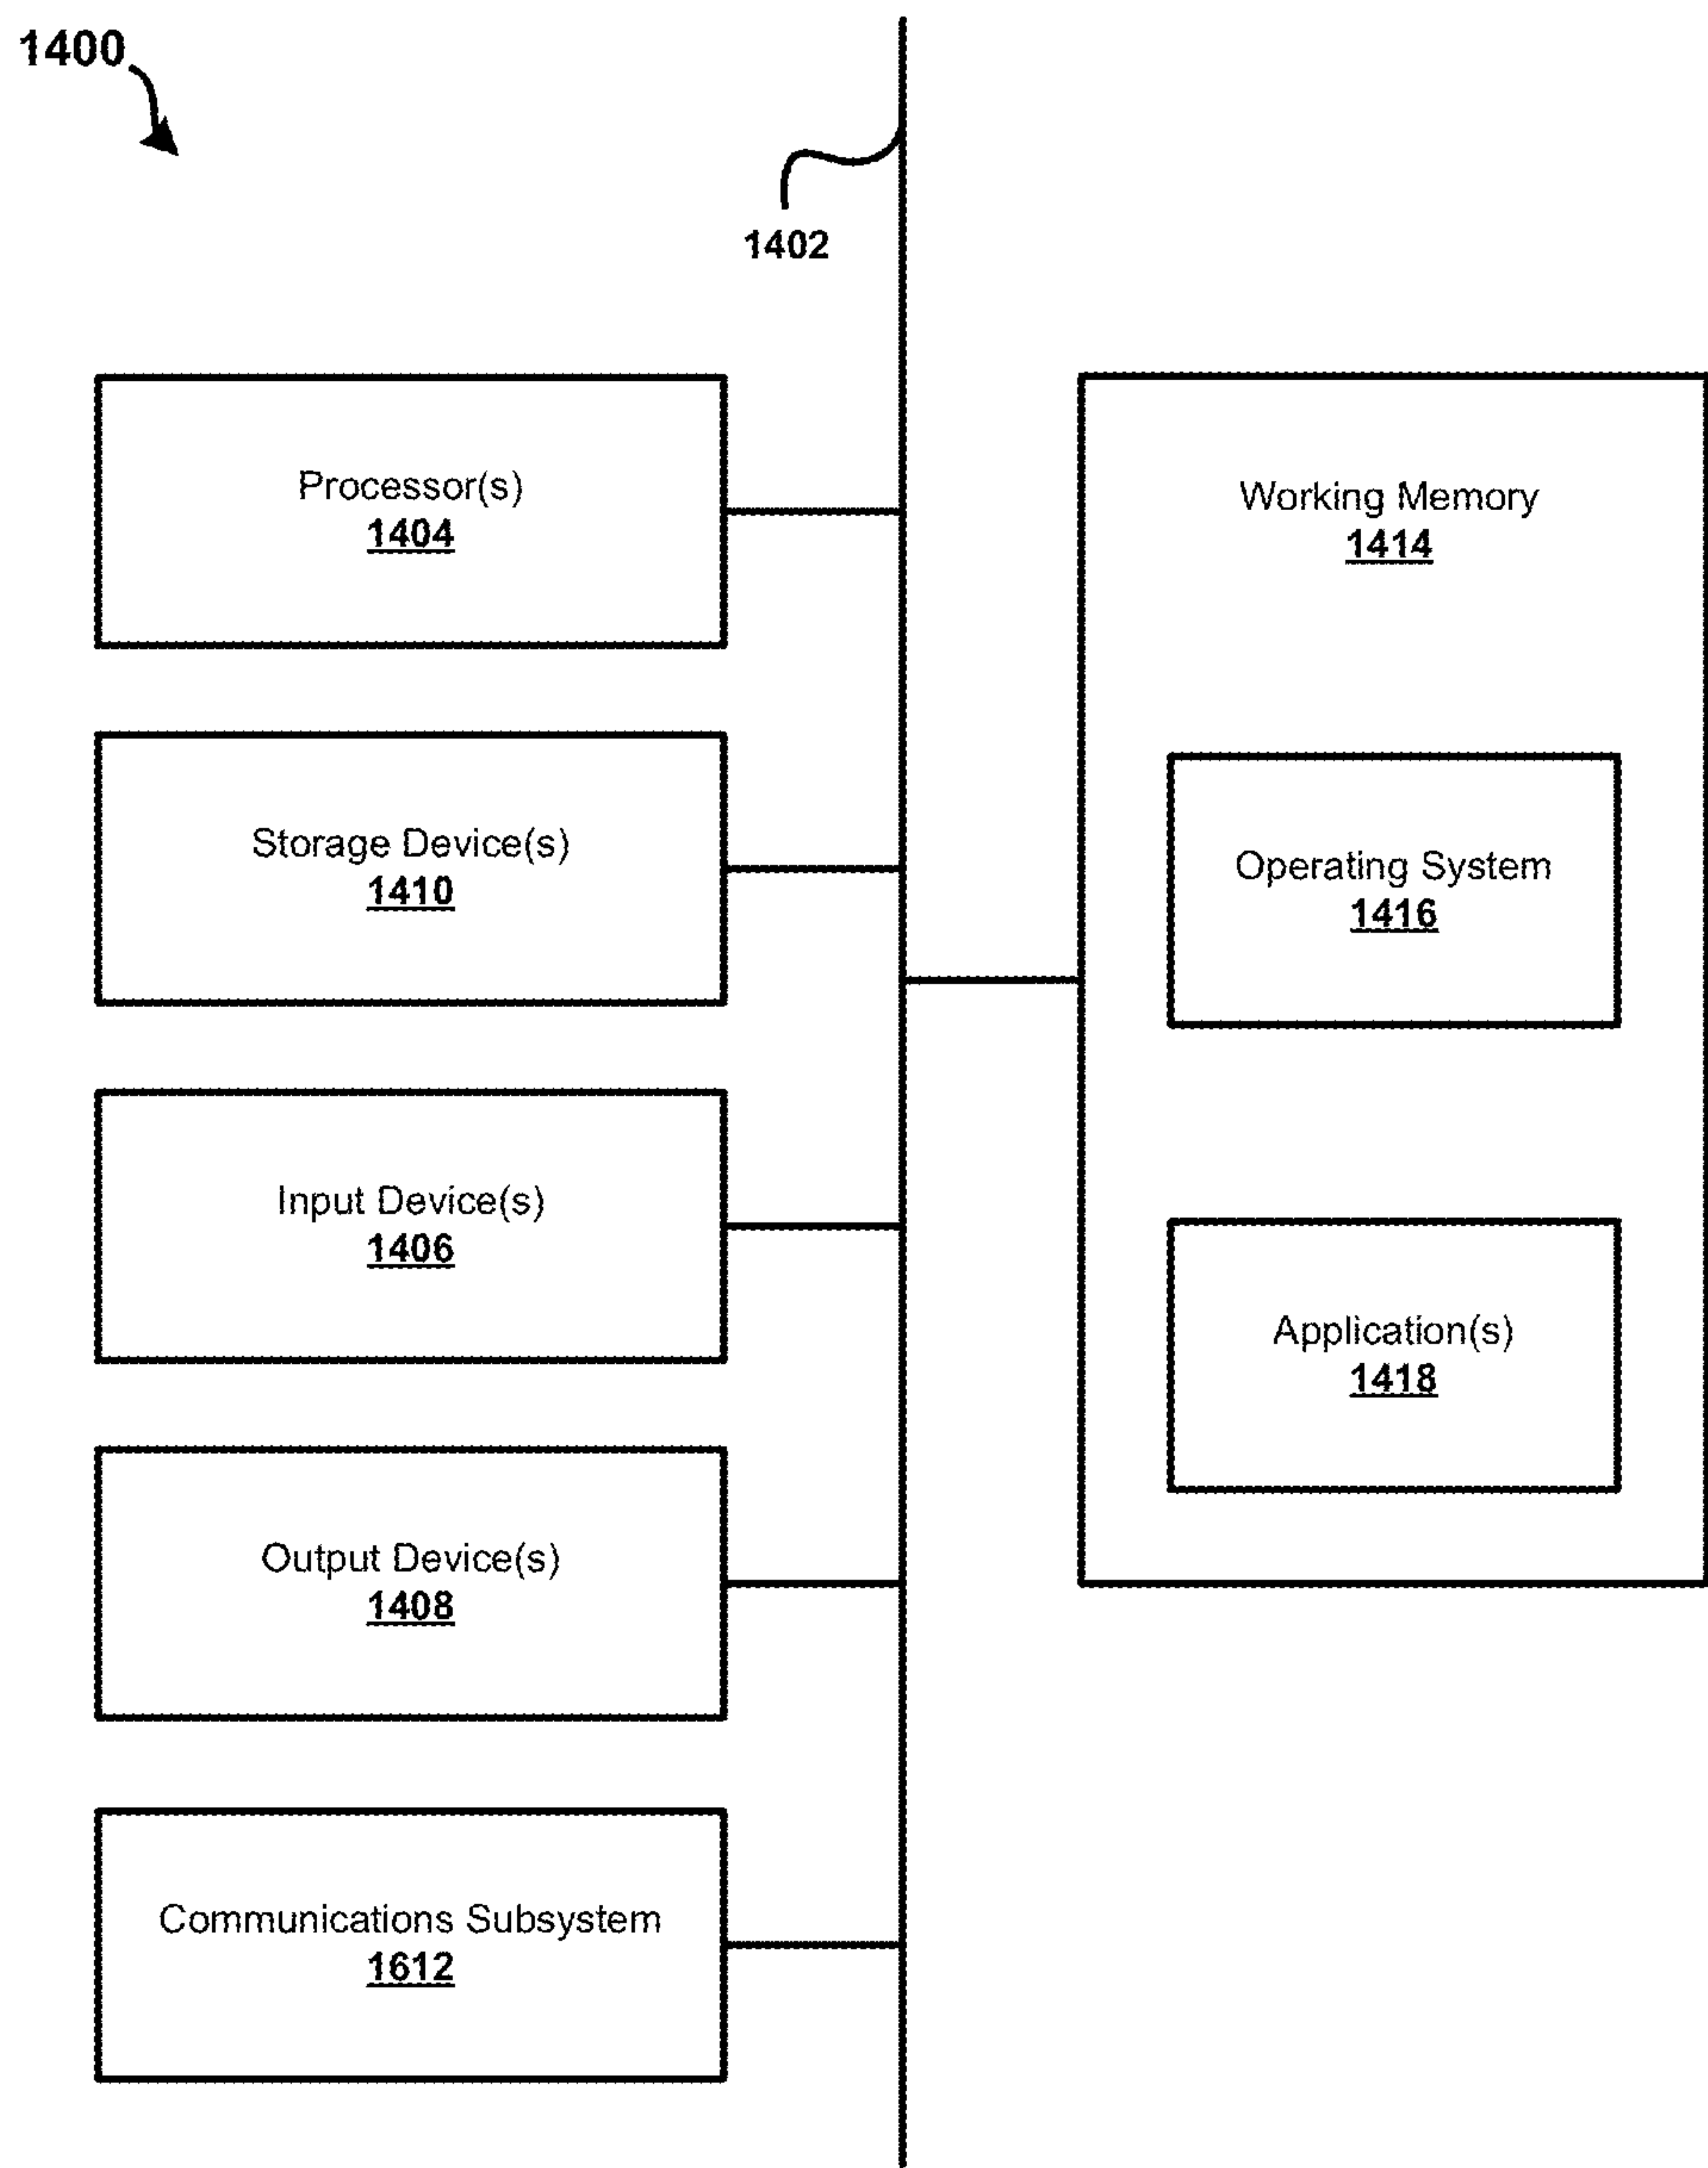 1400
1402
Processor(s)
1404
Storage Device(s)
1410
Input Device(s)
1406
Output Device(s)
1408
Communications Subsystem
1612
Working Memory
1414
Operating System
1416
Application(s)
1418